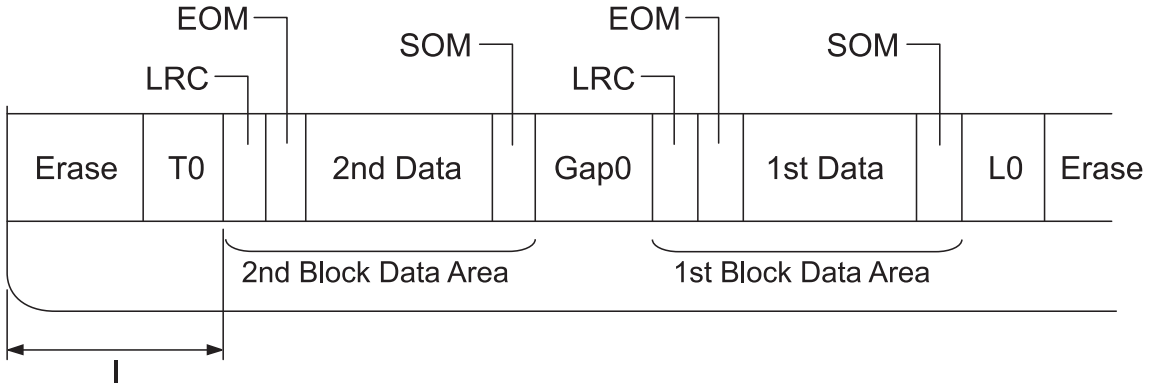 EOM
EOM
SOM
SOM
LRC
LRC
Erase T0 2nd Data Gap0 1st Data L0 Erase
2nd Block Data Area
1st Block Data Area
l